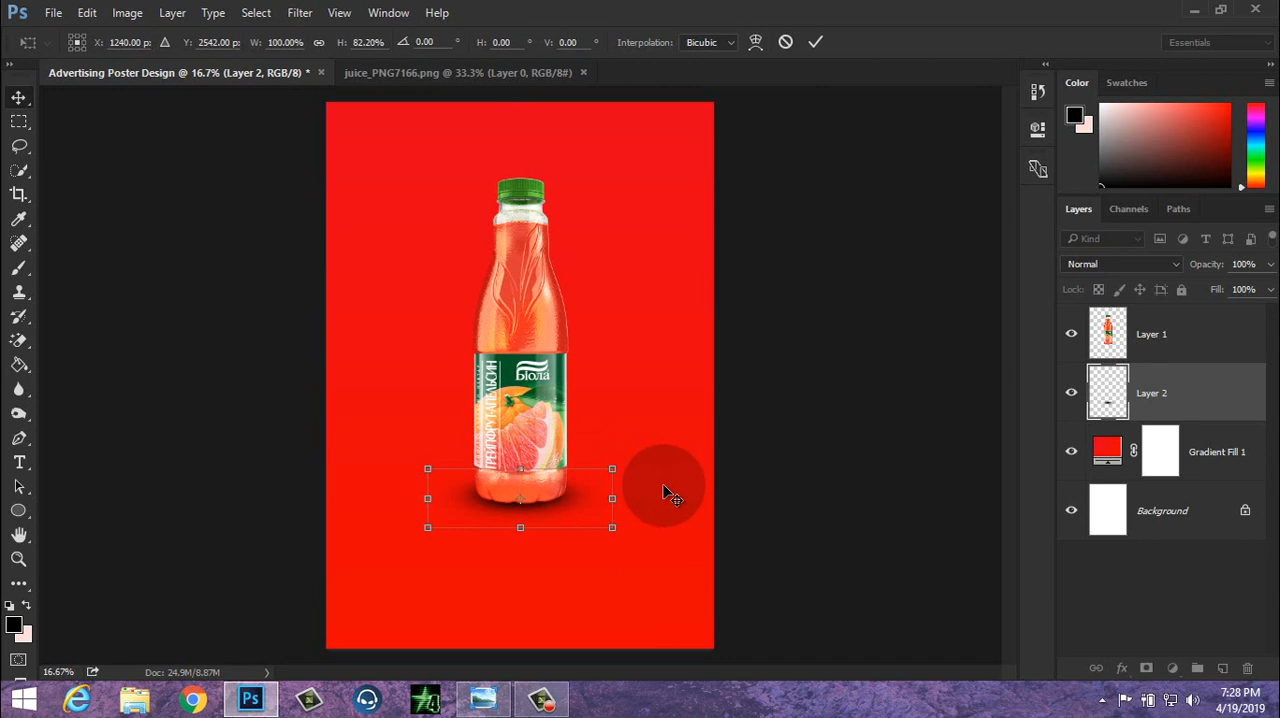 Ps File Edit Image Layer Type Select Filter View Window Help
X: 1240.00 px Y: 2542.00 px W: 100.00% H: 82.20% 0.00 ° H: 0.00 ° V: 0.00 ° Interpolation: Bicubic Essentials
Advertising Poster Design @ 16.7% (Layer 2, RGB/8) * × juice_PNG7166.png @ 33.3% (Layer 0, RGB/8#) ×
Color Swatches
Layers Channels Paths
Kind
Normal Opacity: 100%
Lock: Fill: 100%
Layer 1
Layer 2
Gradient Fill 1
Background
Біола
ГРЕЙПФРУТ-АПЕЛЬСИН
16.67% Doc: 24.9M/8.87M
Ps
7:28 PM
4/19/2019